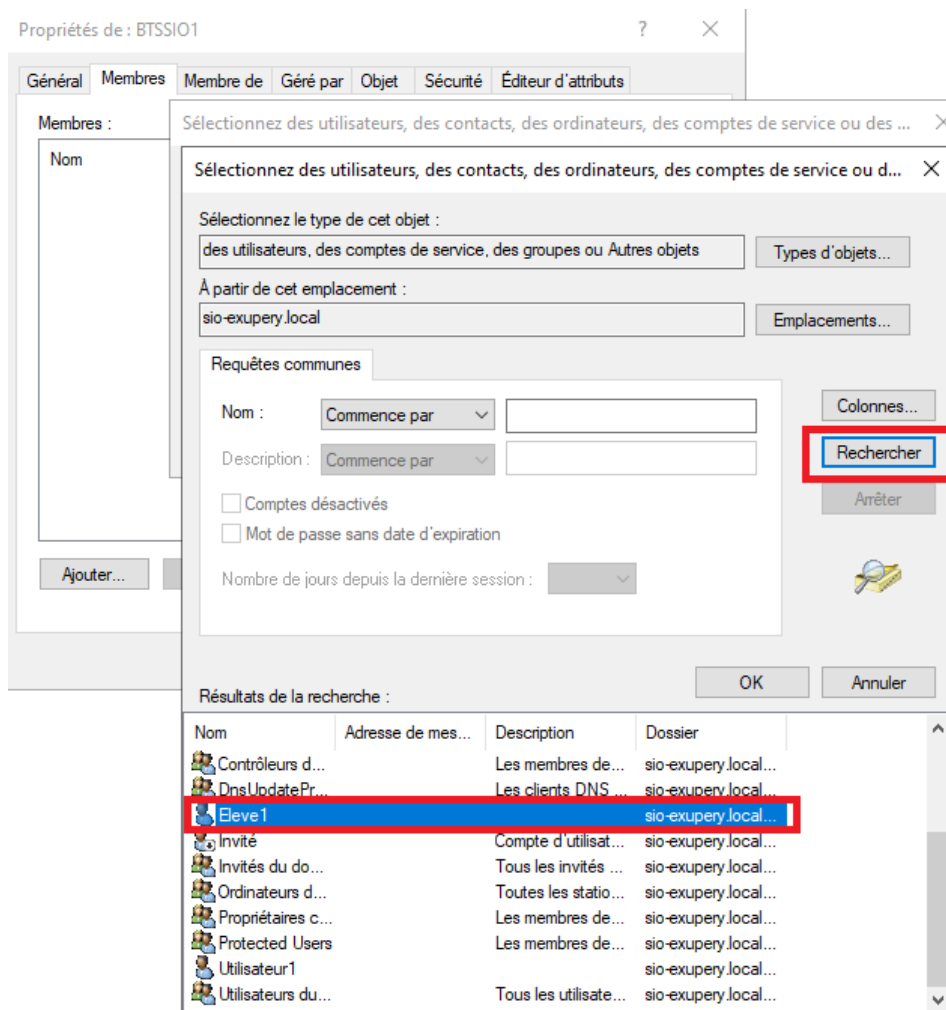 Propriétés de : BTSSIO1
Général Membres Membre de Géré par Objet Sécurité Éditeur d'attributs
Membres :
Nom
Ajouter...
Sélectionnez des utilisateurs, des contacts, des ordinateurs, des comptes de service ou des ...
Sélectionnez des utilisateurs, des contacts, des ordinateurs, des comptes de service ou d...
Sélectionnez le type de cet objet :
des utilisateurs, des comptes de service, des groupes ou Autres objets Types d'objets...
À partir de cet emplacement :
sio-exupery.local Emplacements...
Requêtes communes
Nom : Commence par Colonnes...
Description : Commence par Rechercher
Comptes désactivés Arrêter
Mot de passe sans date d'expiration
Nombre de jours depuis la dernière session :
OK Annuler
Résultats de la recherche :
Nom Adresse de mes... Description Dossier
Contrôleurs d... Les membres de... sio-exupery.local...
DnsUpdatePr... Les clients DNS ... sio-exupery.local...
Eleve1 sio-exupery.local...
Invité Compte d'utilisat... sio-exupery.local...
Invités du do... Tous les invités ... sio-exupery.local...
Ordinateurs d... Toutes les statio... sio-exupery.local...
Propriétaires c... Les membres de... sio-exupery.local...
Protected Users Les membres de... sio-exupery.local...
Utilisateur1 sio-exupery.local...
Utilisateurs du... Tous les utilisate... sio-exupery.local...